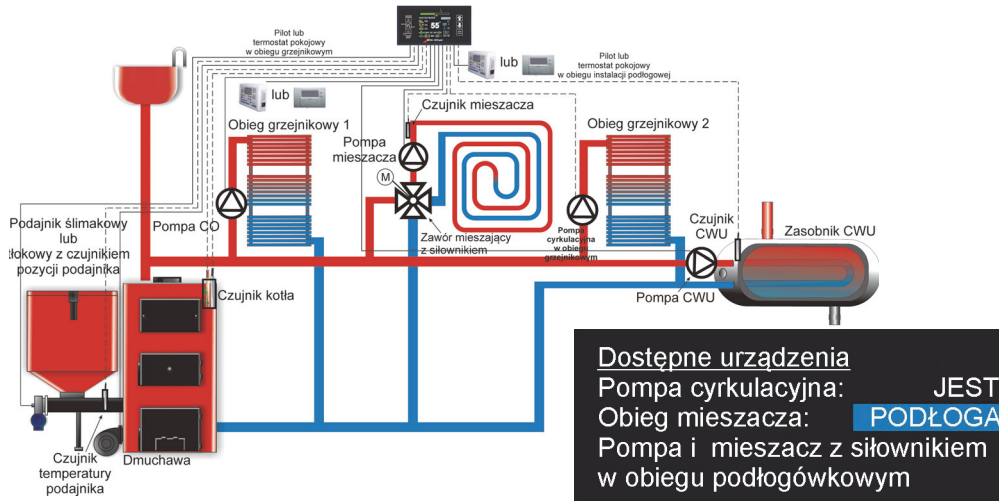 Pilot lub
termostat pokojowy
w obiegu grzejnikowym
55°
lub
Pilot lub
termostat pokojowy
w obiegu instalacji podłogowej
lub
Czujnik mieszacza
Obieg grzejnikowy 1
Pompa
mieszacza
M
Obieg grzejnikowy 2
Podajnik ślimakowy
lub
tłokowy z czujnikiem
pozycji podajnika
Pompa CO
Zawór mieszający
z siłownikiem
Pompa
cyrkulacyjna
w obiegu
grzejnikowym
Czujnik
CWU
Zasobnik CWU
Czujnik kotła
Pompa CWU
Czujnik
temperatury
podajnika
Dmuchawa
Dostępne urządzenia
Pompa cyrkulacyjna: JEST
Obieg mieszacza: PODŁOGA
Pompa i mieszacz z siłownikiem
w obiegu podłogówkowym